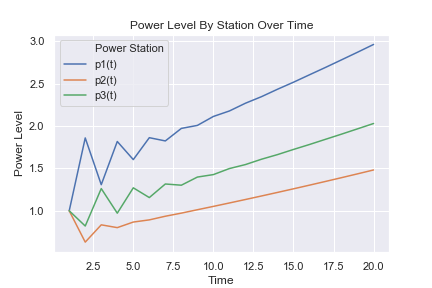 Power Level By Station Over Time
Power Level
3.0
2.5
2.0
1.5
1.0
Power Station
p1(t)
p2(t)
p3(t)
2.5 5.0 7.5 10.0 12.5 15.0 17.5 20.0
Time